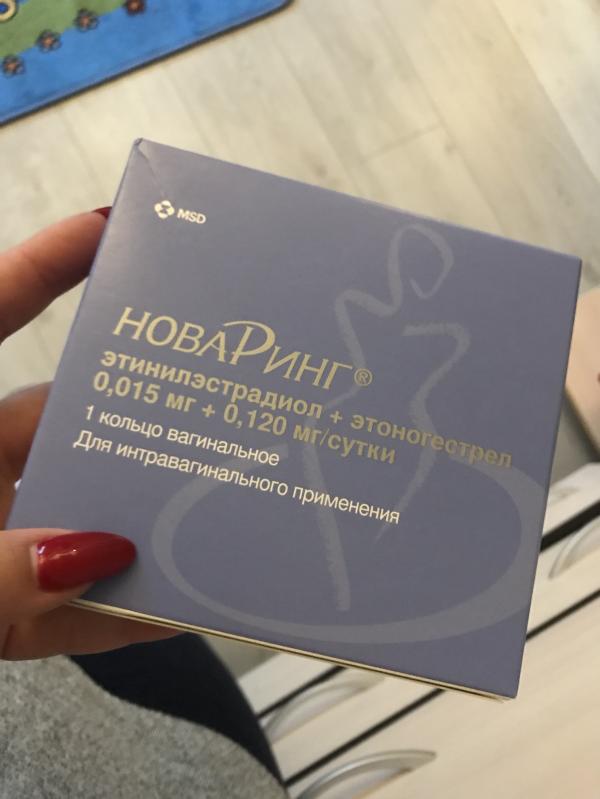 MSD
НОВАРИНГ®
этинилэстрадиол + этоногестрел
0,015 мг + 0,120 мг/сутки
1 кольцо вагинальное
Для интравагинального применения